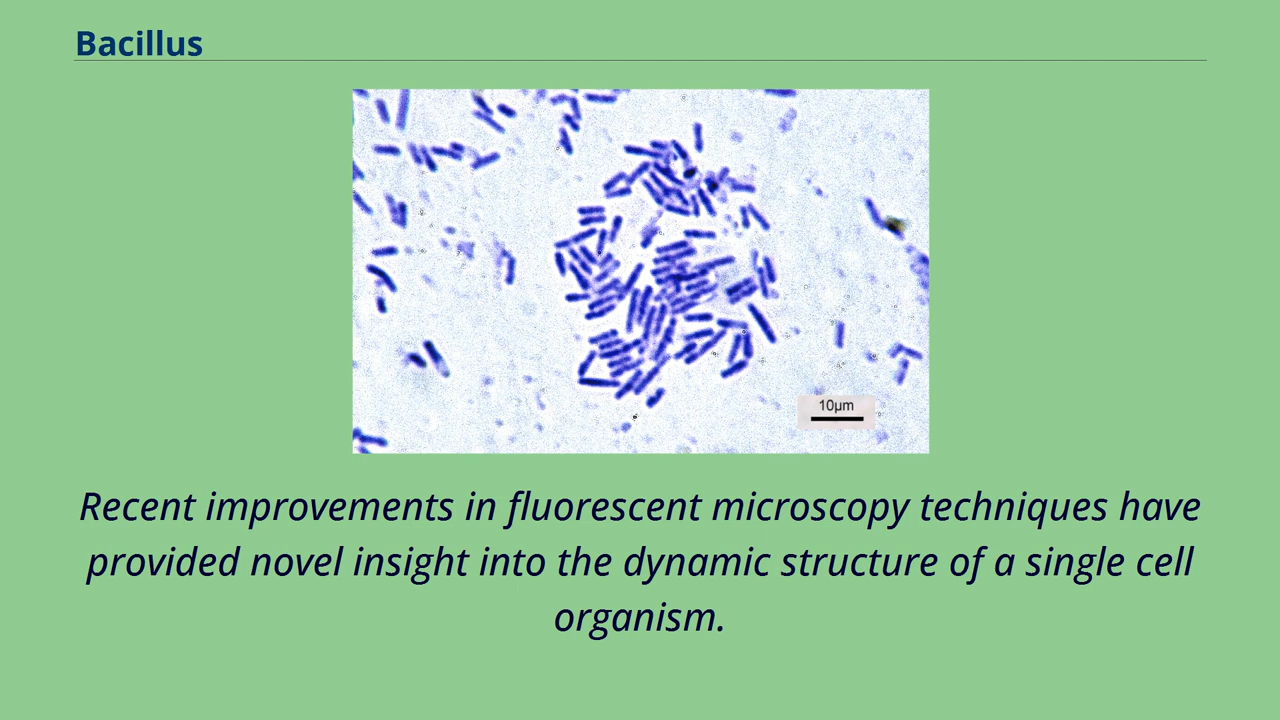 Bacillus
10µm
Recent improvements in fluorescent microscopy techniques have
provided novel insight into the dynamic structure of a single cell
organism.